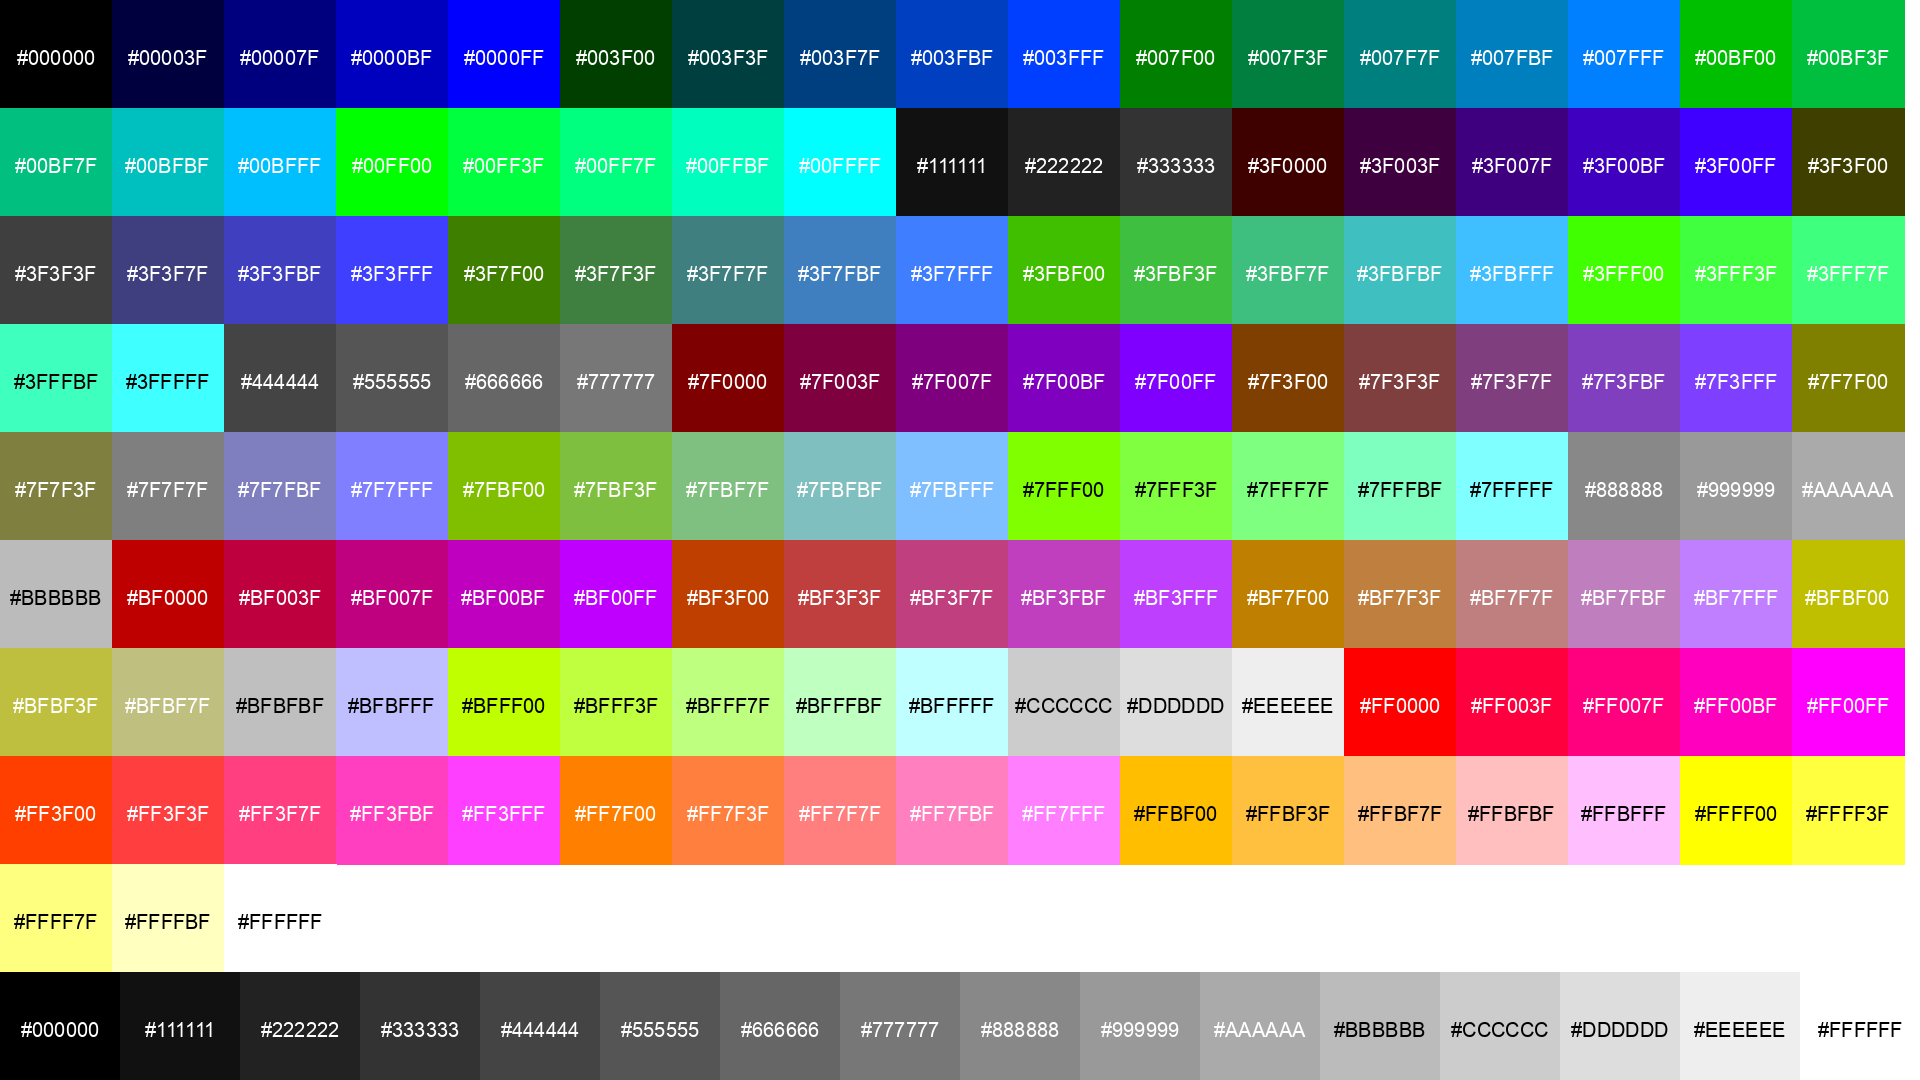 #000000 #00003F #00007F #0000BF #0000FF #003F00 #003F3F #003F7F #003FBF #003FFF #007F00 #007F3F #007F7F #007FBF #007FFF #00BF00 #00BF3F
#00BF7F #00BFBF #00BFFF #00FF00 #00FF3F #00FF7F #00FFBF #00FFFF #111111 #222222 #333333 #3F0000 #3F003F #3F007F #3F00BF #3F00FF #3F3F00
#3F3F3F #3F3F7F #3F3FBF #3F3FFF #3F7F00 #3F7F3F #3F7F7F #3F7FBF #3F7FFF #3FBF00 #3FBF3F #3FBF7F #3FBFBF #3FBFFF #3FFF00 #3FFF3F #3FFF7F
#3FFFBF #3FFFFF #444444 #555555 #666666 #777777 #7F0000 #7F003F #7F007F #7F00BF #7F00FF #7F3F00 #7F3F3F #7F3F7F #7F3FBF #7F3FFF #7F7F00
#7F7F3F #7F7F7F #7F7FBF #7F7FFF #7FBF00 #7FBF3F #7FBF7F #7FBFBF #7FBFFF #7FFF00 #7FFF3F #7FFF7F #7FFFBF #7FFFFF #888888 #999999 #AAAAAA
#BBBBBB #BF0000 #BF003F #BF007F #BF00BF #BF00FF #BF3F00 #BF3F3F #BF3F7F #BF3FBF #BF3FFF #BF7F00 #BF7F3F #BF7F7F #BF7FBF #BF7FFF #BFBF00
#BFBF3F #BFBF7F #BFBFBF #BFBFFF #BFFF00 #BFFF3F #BFFF7F #BFFFBF #BFFFFF #CCCCCC #DDDDDD #EEEEEE #FF0000 #FF003F #FF007F #FF00BF #FF00FF
#FF3F00 #FF3F3F #FF3F7F #FF3FBF #FF3FFF #FF7F00 #FF7F3F #FF7F7F #FF7FBF #FF7FFF #FFBF00 #FFBF3F #FFBF7F #FFBFBF #FFBFFF #FFFF00 #FFFF3F
#FFFF7F #FFFFBF #FFFFFF
#000000 #111111 #222222 #333333 #444444 #555555 #666666 #777777 #888888 #999999 #AAAAAA #BBBBBB #CCCCCC #DDDDDD #EEEEEE #FFFFFF